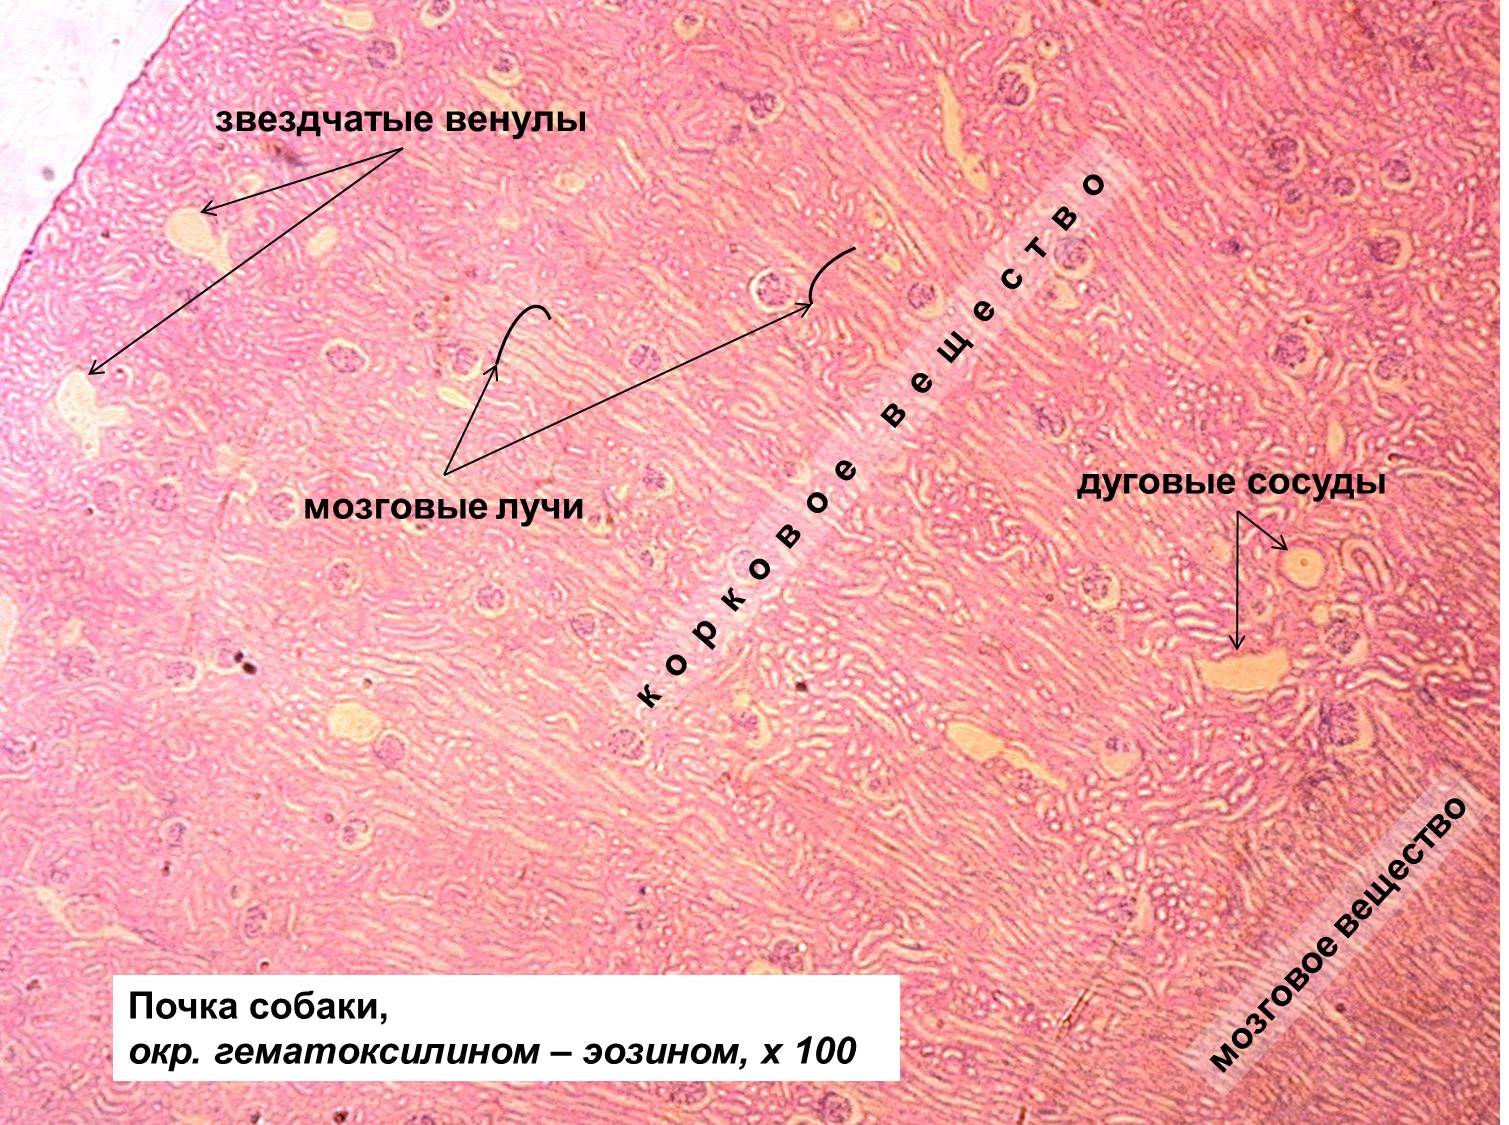 звездчатые венулы
корковое вещество
дуговые сосуды
мозговые лучи
мозговое вещество
Почка собаки,
окр. гематоксилином – эозином, х 100